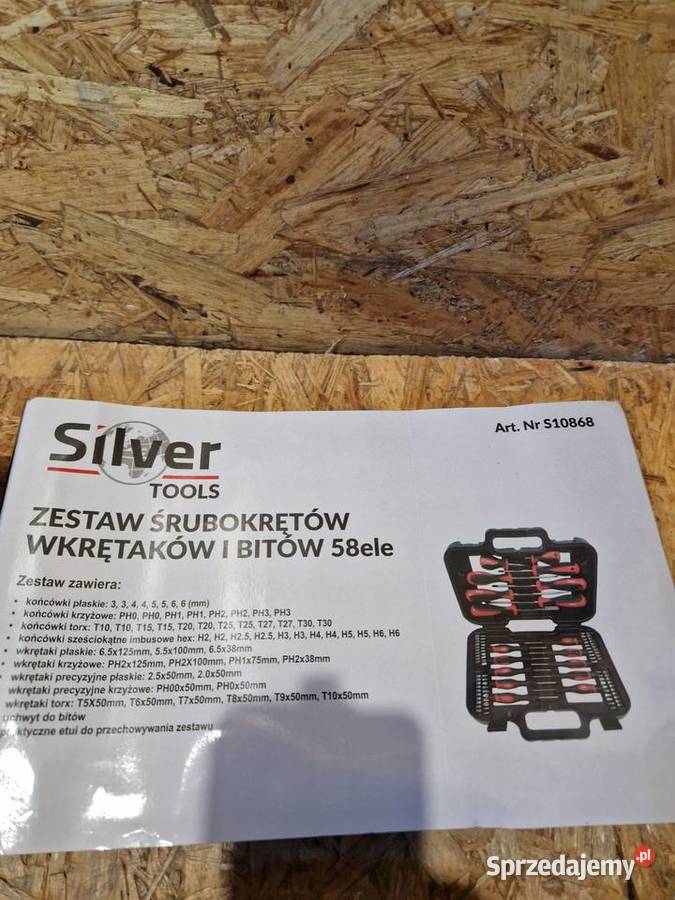 Silver
TOOLS
Art. Nr S10868
ZESTAW ŚRUBOKRĘTÓW
WKRĘTAKÓW I BITÓW 58ele
Zestaw zawiera:
• końcówki płaskie: 3, 3, 4, 4, 5, 5, 6, 6 (mm)
• końcówki krzyżowe: PH0, PH0, PH1, PH1, PH2, PH2, PH3, PH3
• końcówki torx: T10, T10, T15, T15, T20, T20, T25, T25, T27, T27, T30, T30
• końcówki sześciokątne imbusowe hex: H2, H2, H2.5, H2.5, H3, H3, H4, H4, H5, H5, H6, H6
• wkrętaki płaskie: 6.5x125mm, 5.5x100mm, 6.5x38mm
• wkrętaki krzyżowe: PH2x125mm, PH2X100mm, PH1x75mm, PH2x38mm
• wkrętaki precyzyjne płaskie: 2.5x50mm, 2.0x50mm
wkrętaki precyzyjne krzyżowe: PH00x50mm, PH0x50mm
wkrętaki torx: T5X50mm, T6x50mm, T7x50mm, T8x50mm, T9x50mm, T10x50mm
uchwyt do bitów
praktyczne etui do przechowywania zestawu
Sprzedajemy.pl